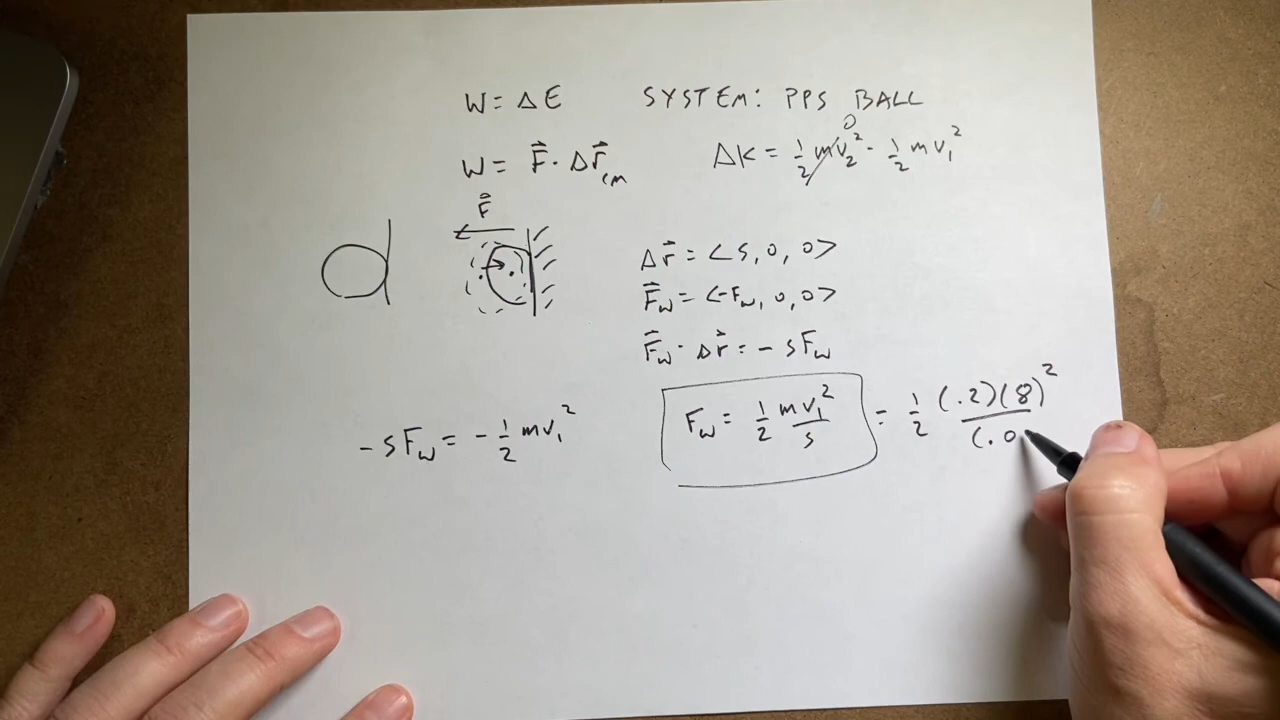 W = ΔE
SYSTEM: PPS BALL
W = F⃗ · Δr⃗cm
ΔK = ½mv₂² - ½mv₁²
0
F⃗
Δr⃗ = <s, 0, 0>
F⃗w = <-Fw, 0, 0>
F⃗w · Δr⃗ = - sFw
- sFw = - ½mv₁²
Fw = ½ mv₁²/s = ½ (.2)(8)²/(.0